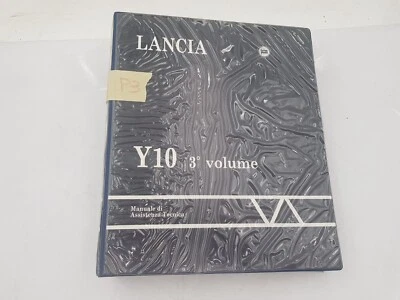 LANCIA
F3
Y10 3° volume
Manuale di
Assistenza Tecnica